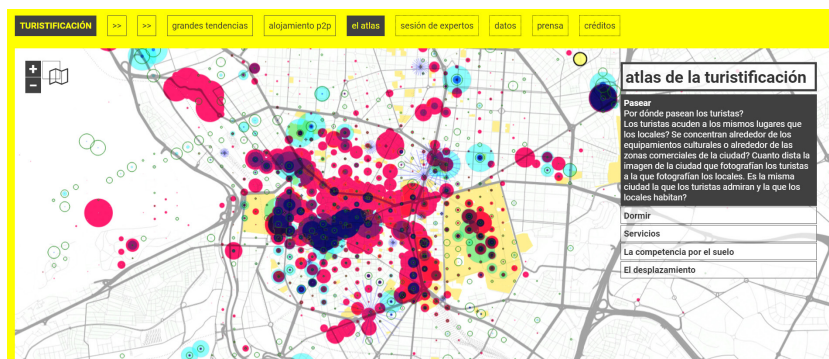 TURISTIFICACIÓN >> >> grandes tendencias alojamiento p2p el atlas sesión de expertos datos prensa créditos
+
−
atlas de la turistificación
Pasear
Por dónde pasean los turistas?
Los turistas acuden a los mismos lugares que
los locales? Se concentran alrededor de los
equipamientos culturales o alrededor de las
zonas comerciales de la ciudad? Cuanto dista la
imagen de la ciudad que fotografían los turistas
a la que fotografían los locales. Es la misma
ciudad la que los turistas admiran y la que los
locales habitan?
Dormir
Servicios
La competencia por el suelo
El desplazamiento